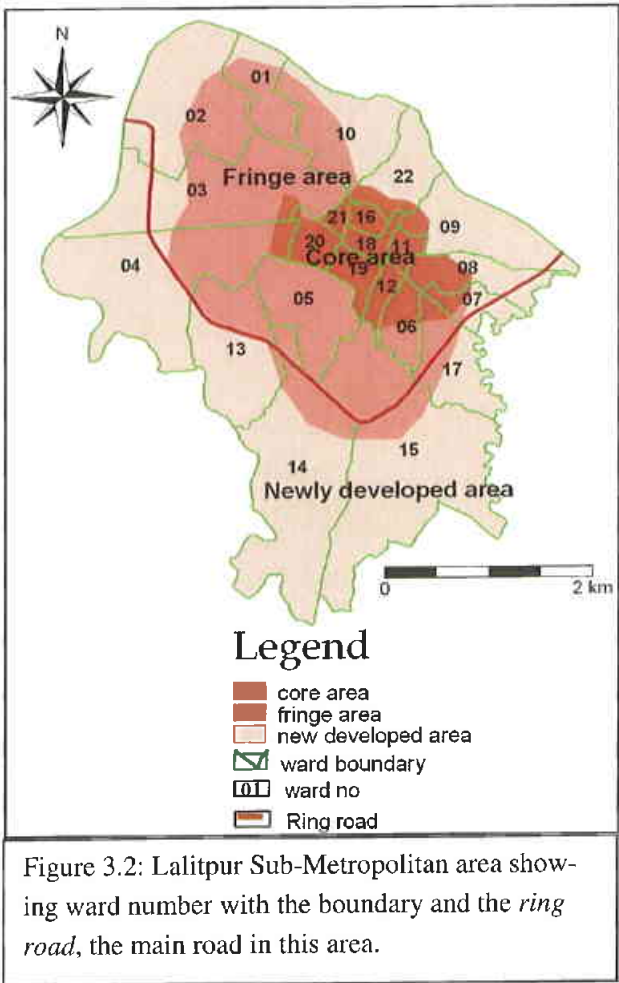 N
01
02
10
03
Fringe area
22
21 16
09
20 18 11
Core area
04
19
08
12
07
05
06
13
17
15
14
Newly developed area
0 2 km
Legend
core area
fringe area
new developed area
ward boundary
01 ward no
Ring road
Figure 3.2: Lalitpur Sub-Metropolitan area show-
ing ward number with the boundary and the ring
road, the main road in this area.